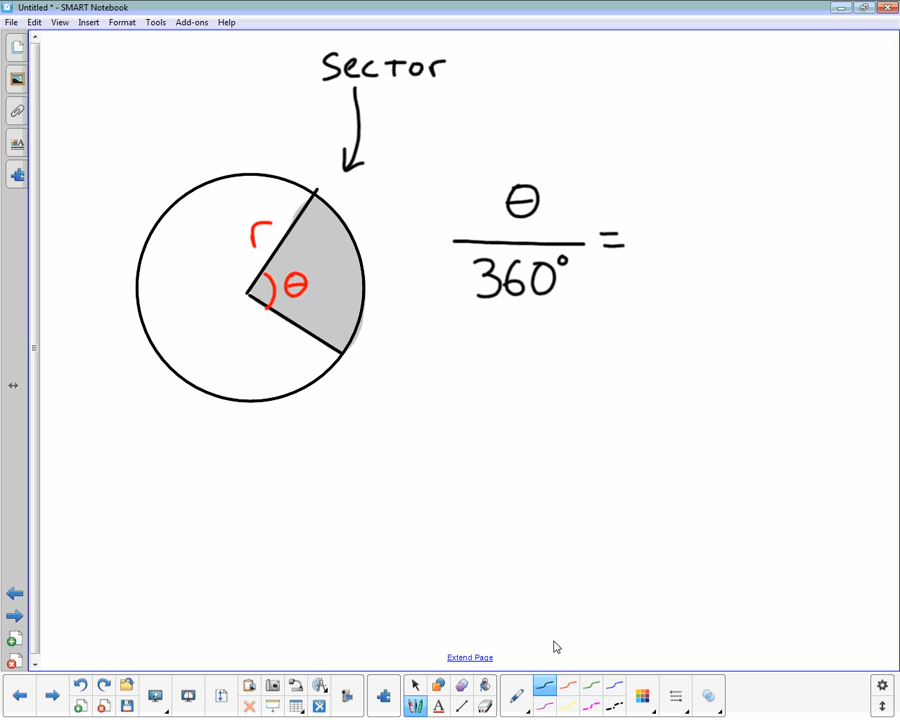 Untitled * - SMART Notebook
File Edit View Insert Format Tools Add-ons Help
Sector
r
θ
θ
360° =
Extend Page